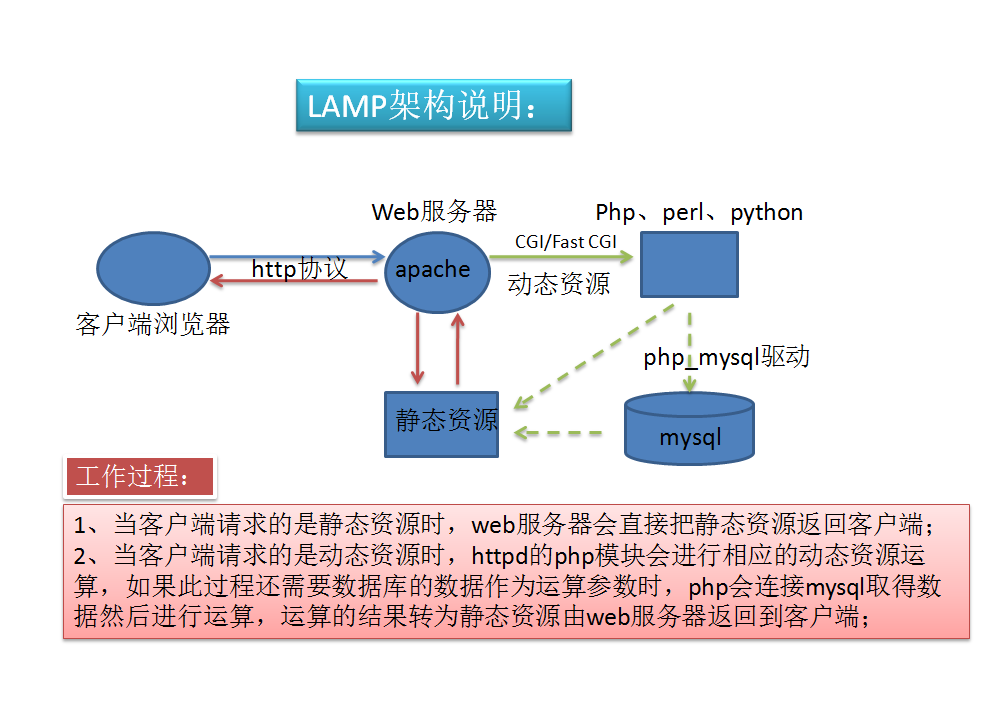 LAMP架构说明：
Web服务器
Php、perl、python
CGI/Fast CGI
http协议
apache
动态资源
客户端浏览器
php_mysql驱动
静态资源
mysql
工作过程：
1、当客户端请求的是静态资源时，web服务器会直接把静态资源返回客户端；
2、当客户端请求的是动态资源时，httpd的php模块会进行相应的动态资源运
算，如果此过程还需要数据库的数据作为运算参数时，php会连接mysql取得数
据然后进行运算，运算的结果转为静态资源由web服务器返回到客户端；